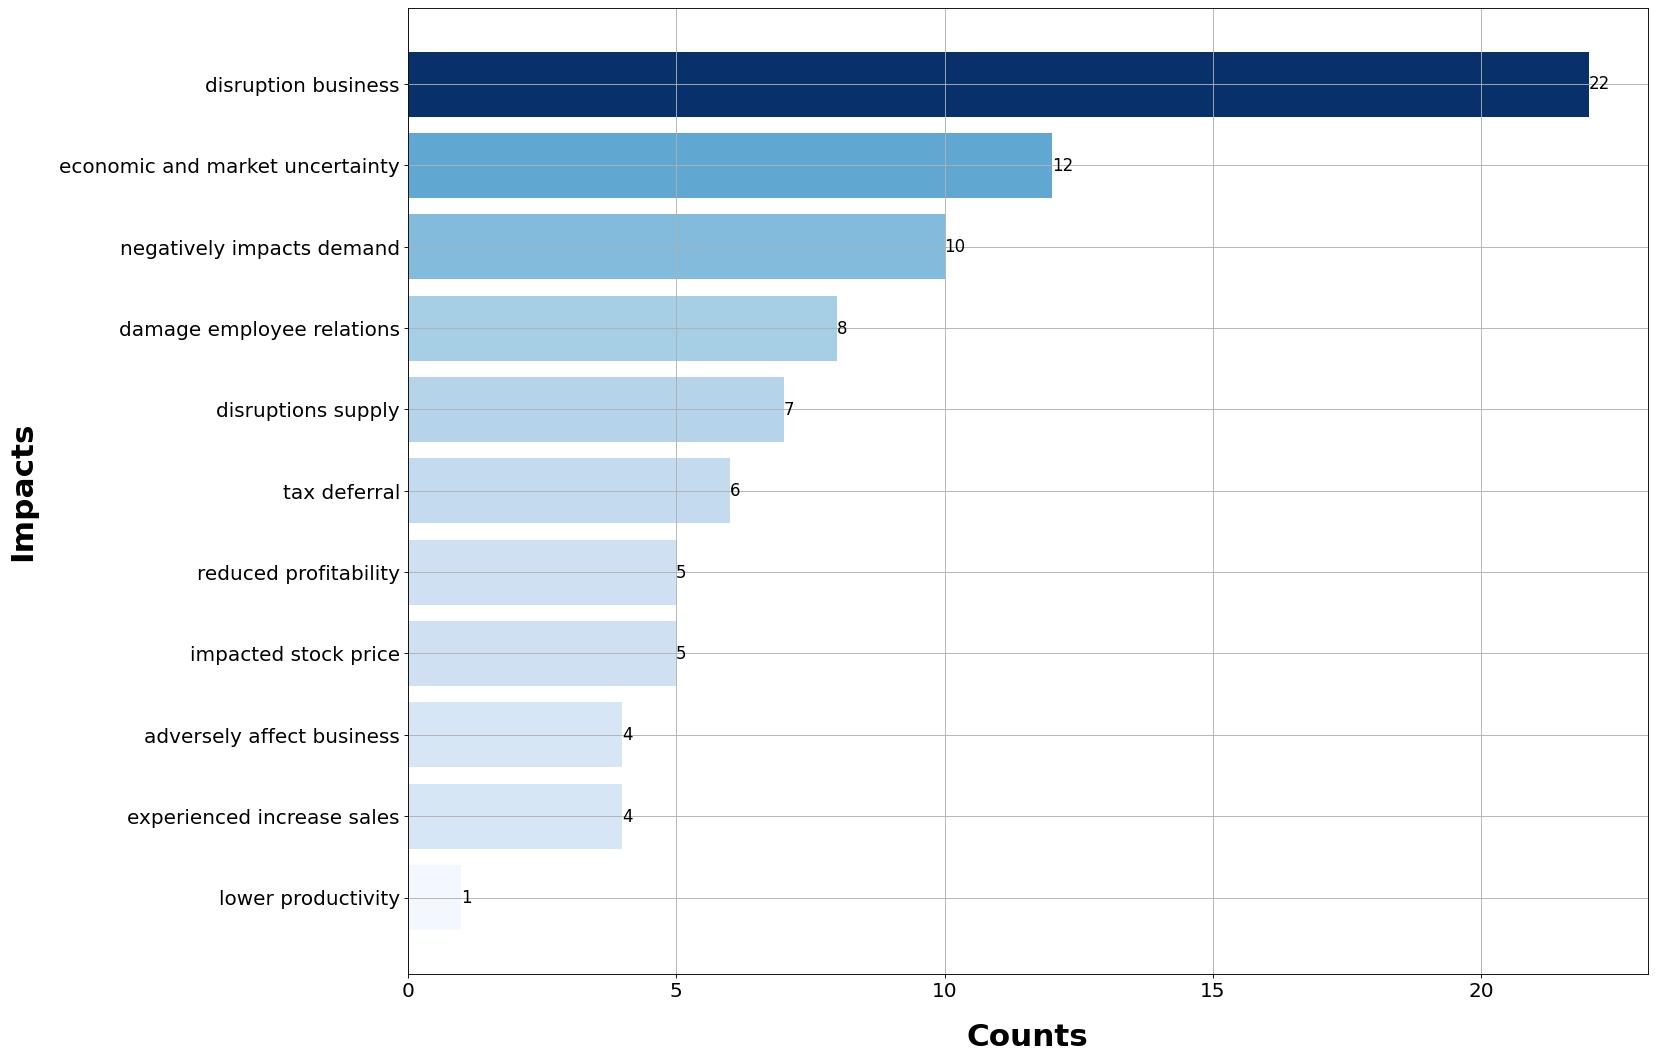 disruption business
22
economic and market uncertainty
12
negatively impacts demand
10
damage employee relations
8
disruptions supply
7
tax deferral
6
reduced profitability
5
impacted stock price
5
adversely affect business
4
experienced increase sales
4
lower productivity
1
Impacts
0 5 10 15 20
Counts